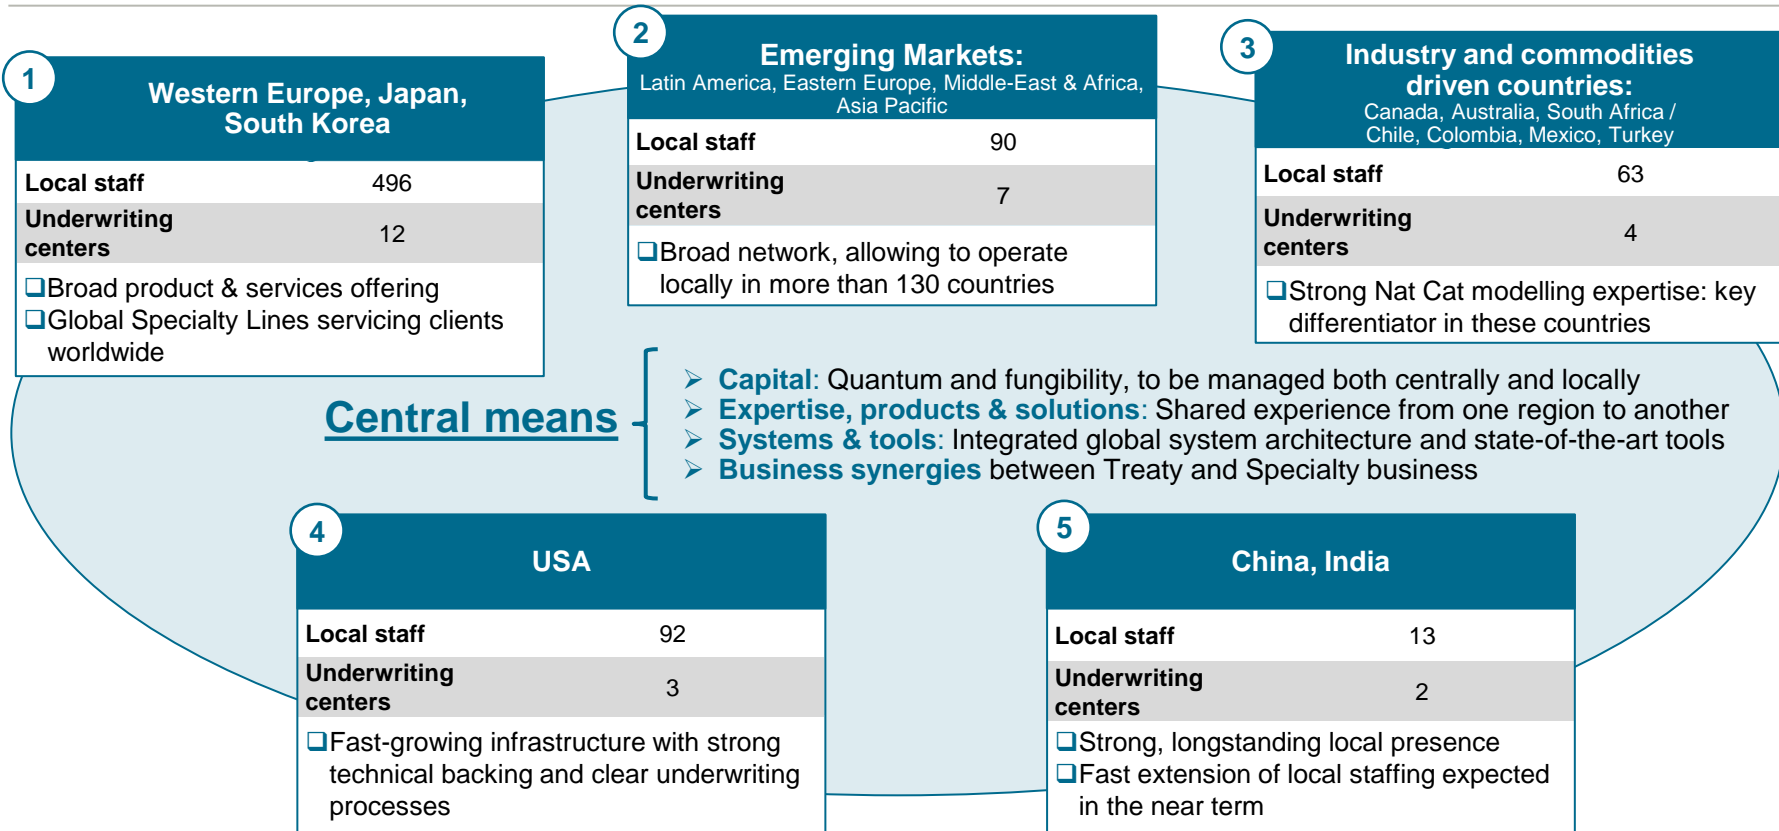 1
Western Europe, Japan,
South Korea
Local staff 496
Underwriting
centers 12
❑Broad product & services offering
❑Global Specialty Lines servicing clients
worldwide
2
Emerging Markets:
Latin America, Eastern Europe, Middle-East & Africa,
Asia Pacific
Local staff 90
Underwriting
centers 7
❑Broad network, allowing to operate
locally in more than 130 countries
3
Industry and commodities
driven countries:
Canada, Australia, South Africa /
Chile, Colombia, Mexico, Turkey
Local staff 63
Underwriting
centers 4
❑Strong Nat Cat modelling expertise: key
differentiator in these countries
Central means
➢ Capital: Quantum and fungibility, to be managed both centrally and locally
➢ Expertise, products & solutions: Shared experience from one region to another
➢ Systems & tools: Integrated global system architecture and state-of-the-art tools
➢ Business synergies between Treaty and Specialty business
4
USA
Local staff 92
Underwriting
centers 3
❑Fast-growing infrastructure with strong
technical backing and clear underwriting
processes
5
China, India
Local staff 13
Underwriting
centers 2
❑Strong, longstanding local presence
❑Fast extension of local staffing expected
in the near term